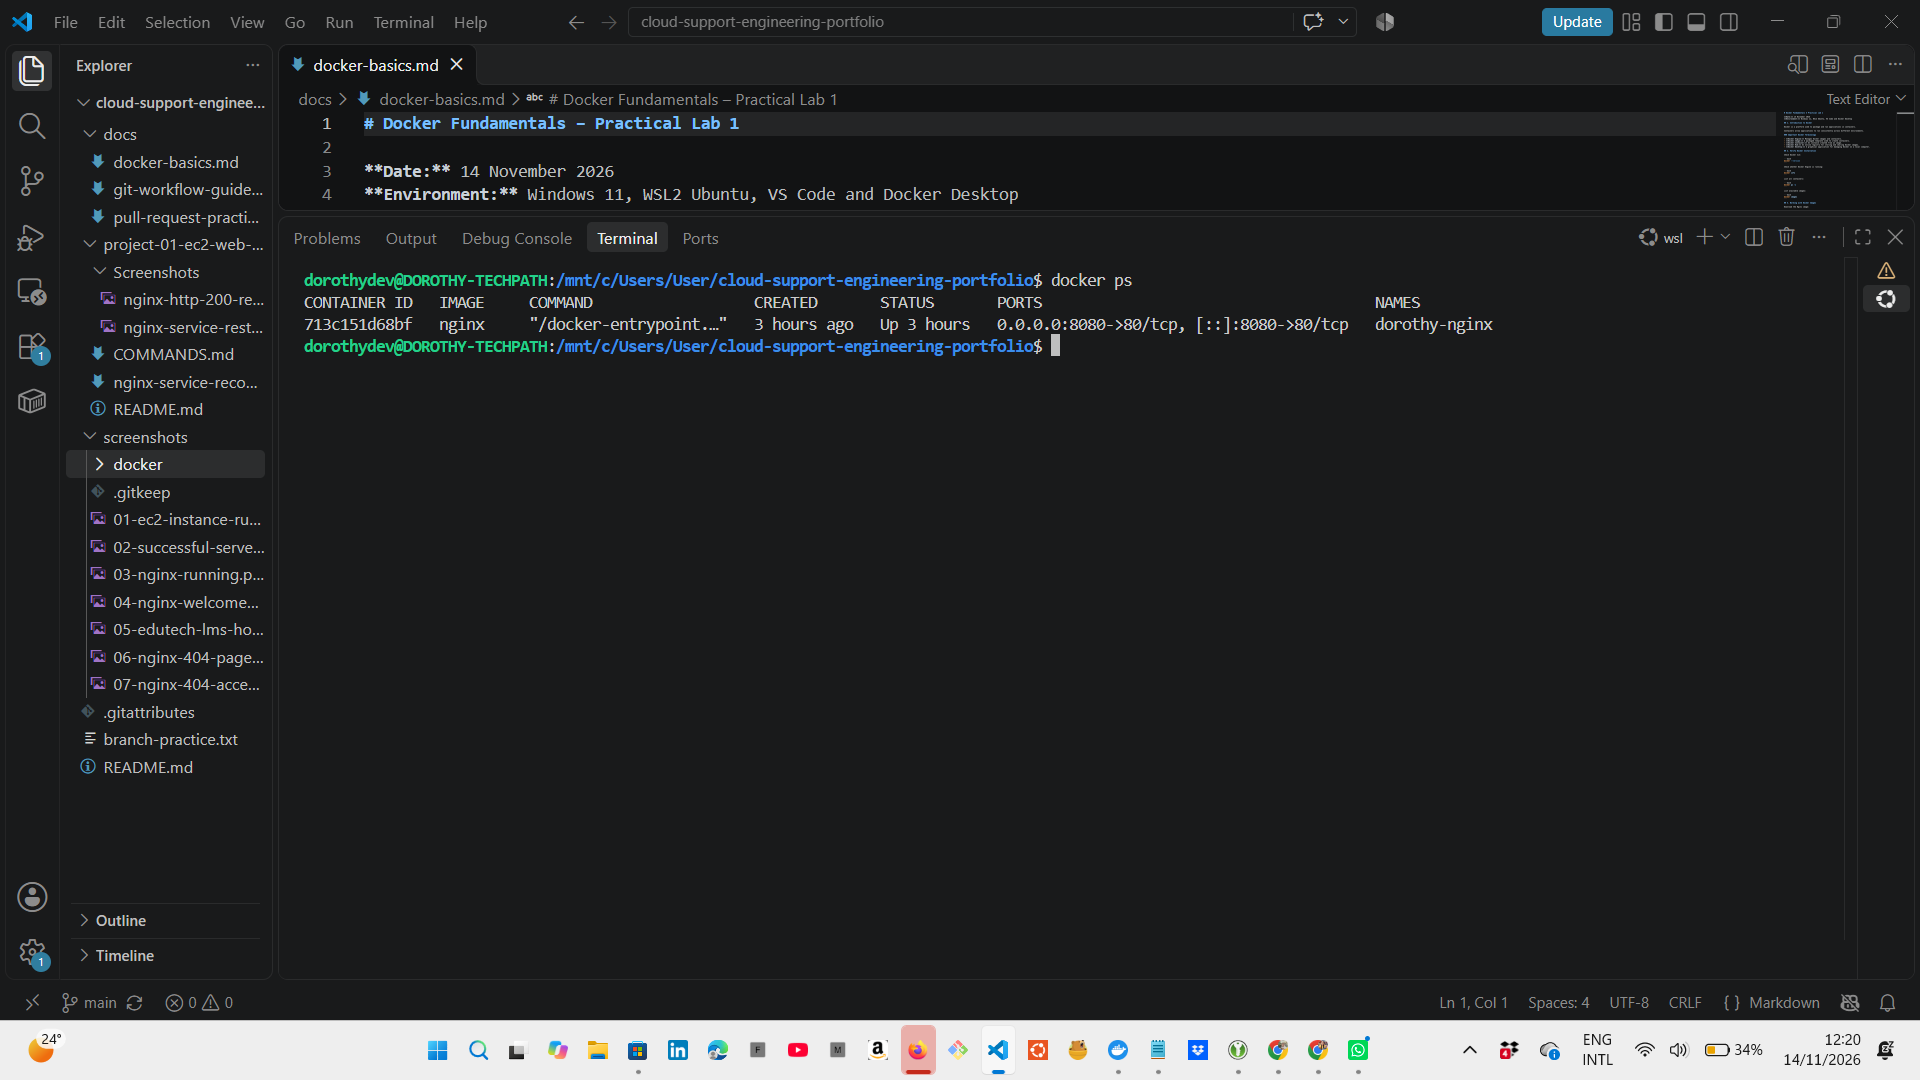 File Edit Selection View Go Run Terminal Help
cloud-support-engineering-portfolio
Update
Explorer
cloud-support-enginee...
docs
docker-basics.md
git-workflow-guide...
pull-request-practi...
project-01-ec2-web-...
Screenshots
nginx-http-200-re...
nginx-service-rest...
COMMANDS.md
nginx-service-reco...
README.md
screenshots
docker
.gitkeep
01-ec2-instance-ru...
02-successful-serve...
03-nginx-running.p...
04-nginx-welcome...
05-edutech-lms-ho...
06-nginx-404-page...
07-nginx-404-acce...
.gitattributes
branch-practice.txt
README.md
Outline
Timeline
1
1
docker-basics.md
docs > docker-basics.md > abc # Docker Fundamentals – Practical Lab 1
Text Editor
1 # Docker Fundamentals – Practical Lab 1
2
3 **Date:** 14 November 2026
4 **Environment:** Windows 11, WSL2 Ubuntu, VS Code and Docker Desktop
Problems Output Debug Console Terminal Ports
wsl
dorothydev@DOROTHY-TECHPATH:/mnt/c/Users/User/cloud-support-engineering-portfolio$ docker ps
CONTAINER ID IMAGE COMMAND CREATED STATUS PORTS NAMES
713c151d68bf nginx "/docker-entrypoint.…" 3 hours ago Up 3 hours 0.0.0.0:8080->80/tcp, [::]:8080->80/tcp dorothy-nginx
dorothydev@DOROTHY-TECHPATH:/mnt/c/Users/User/cloud-support-engineering-portfolio$
main
0 0
Ln 1, Col 1 Spaces: 4 UTF-8 CRLF { } Markdown
24°
F
M
4
ENG
INTL
34%
12:20
14/11/2026